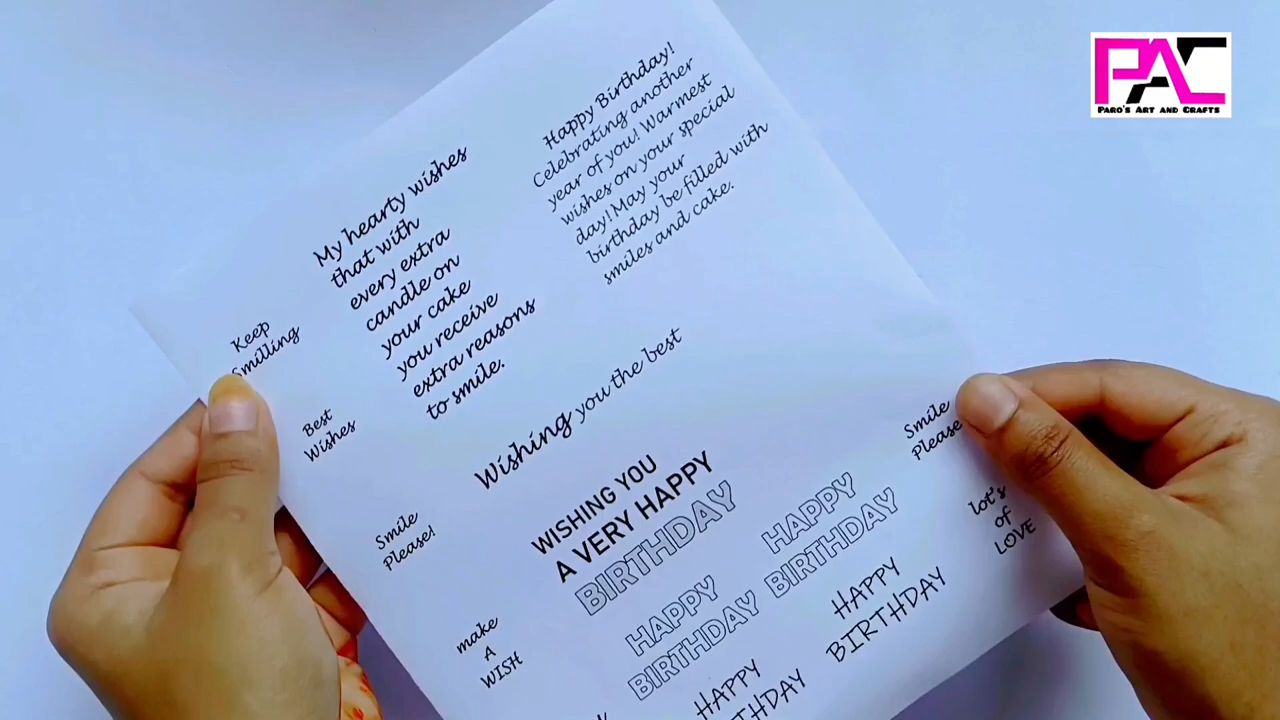 PAC
PARO'S ART AND CRAFTS
Happy Birthday!
Celebrating another
year of you! Warmest
wishes on your special
day! May your
birthday be filled with
smiles and cake.
My hearty wishes
that with
every extra
candle on
your cake
you receive
extra reasons
to smile.
Keep
Smilling
Best
Wishes
Wishing you the best
Smile
Please!
WISHING YOU
A VERY HAPPY
BIRTHDAY
Smile
Please
HAPPY
BIRTHDAY
lot's
of
LOVE
make
A
WISH
HAPPY
BIRTHDAY
HAPPY
BIRTHDAY
HAPPY